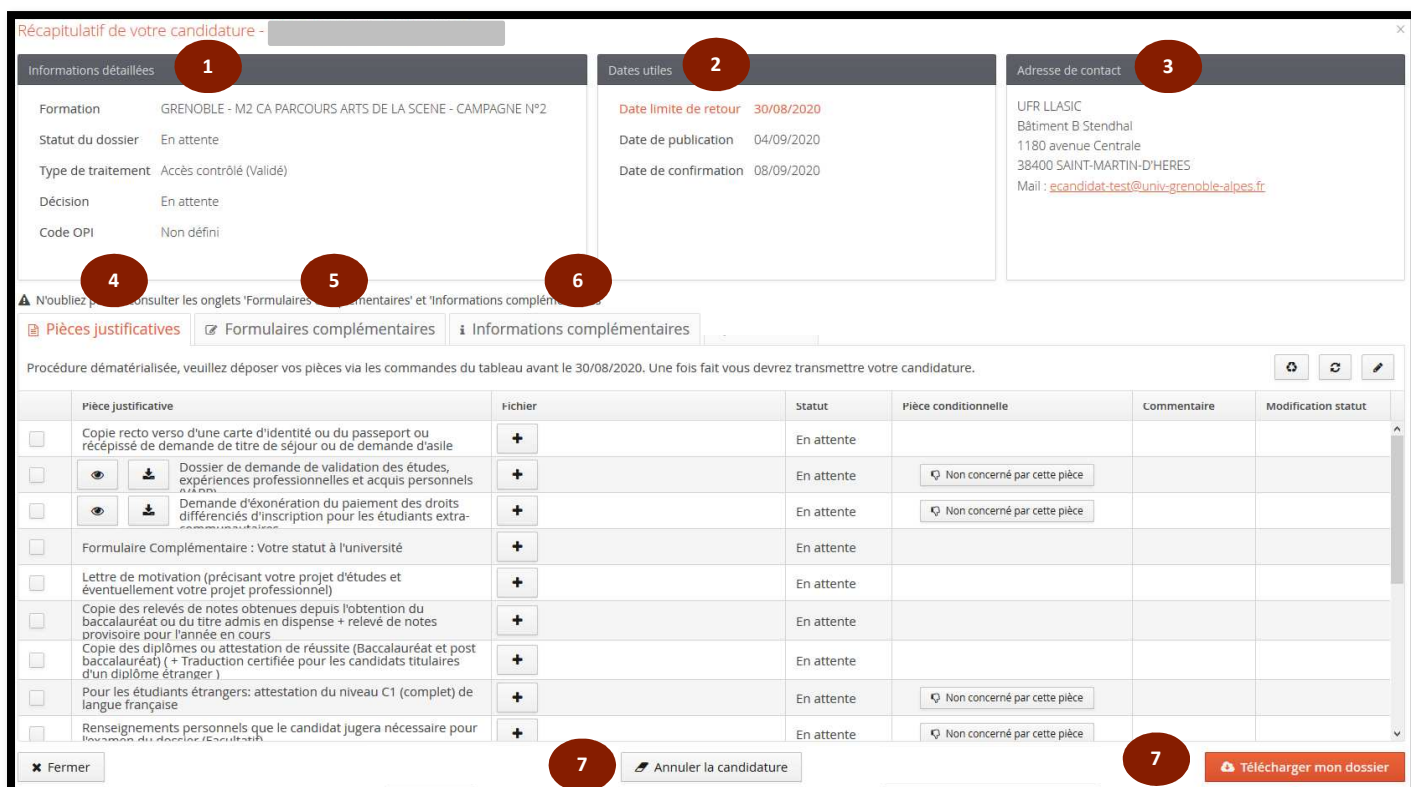 Récapitulatif de votre candidature -
Informations détaillées 1
Formation GRENOBLE - M2 CA PARCOURS ARTS DE LA SCENE - CAMPAGNE N°2
Statut du dossier En attente
Type de traitement Accès contrôlé (Validé)
Décision En attente
Code OPI Non défini
Dates utiles 2
Date limite de retour 30/08/2020
Date de publication 04/09/2020
Date de confirmation 08/09/2020
Adresse de contact 3
UFR LLASIC
Bâtiment B Stendhal
1180 avenue Centrale
38400 SAINT-MARTIN-D'HERES
Mail : ecandidat-test@univ-grenoble-alpes.fr
4 5 6
N'oubliez consulter les onglets 'Formulaires et 'Informations
Pièces justificatives Formulaires complémentaires Informations complémentaires
Procédure dématérialisée, veuillez déposer vos pièces via les commandes du tableau avant le 30/08/2020. Une fois fait vous devrez transmettre votre candidature.
Pièce justificative Fichier Statut Pièce conditionnelle Commentaire Modification statut
Copie recto verso d'une carte d'identité ou du passeport ou
récépissé de demande de titre de séjour ou de demande d'asile
En attente
Dossier de demande de validation des études,
expériences professionnelles et acquis personnels
(VAPP)
En attente Non concerné par cette pièce
Demande d'éxonération du paiement des droits
différenciés d'inscription pour les étudiants extra-
communautaires
En attente Non concerné par cette pièce
Formulaire Complémentaire : Votre statut à l'université En attente
Lettre de motivation (précisant votre projet d'études et
éventuellement votre projet professionnel)
En attente
Copie des relevés de notes obtenues depuis l'obtention du
baccalauréat ou du titre admis en dispense + relevé de notes
provisoire pour l'année en cours
En attente
Copie des diplômes ou attestation de réussite (Baccalauréat et post
baccalauréat) ( + Traduction certifiée pour les candidats titulaires
d'un diplôme étranger )
En attente
Pour les étudiants étrangers: attestation du niveau C1 (complet) de
langue française
En attente Non concerné par cette pièce
Renseignements personnels que le candidat jugera nécessaire pour
l'examen du dossier (Facultatif)
En attente Non concerné par cette pièce
Fermer 7 Annuler la candidature 7 Télécharger mon dossier